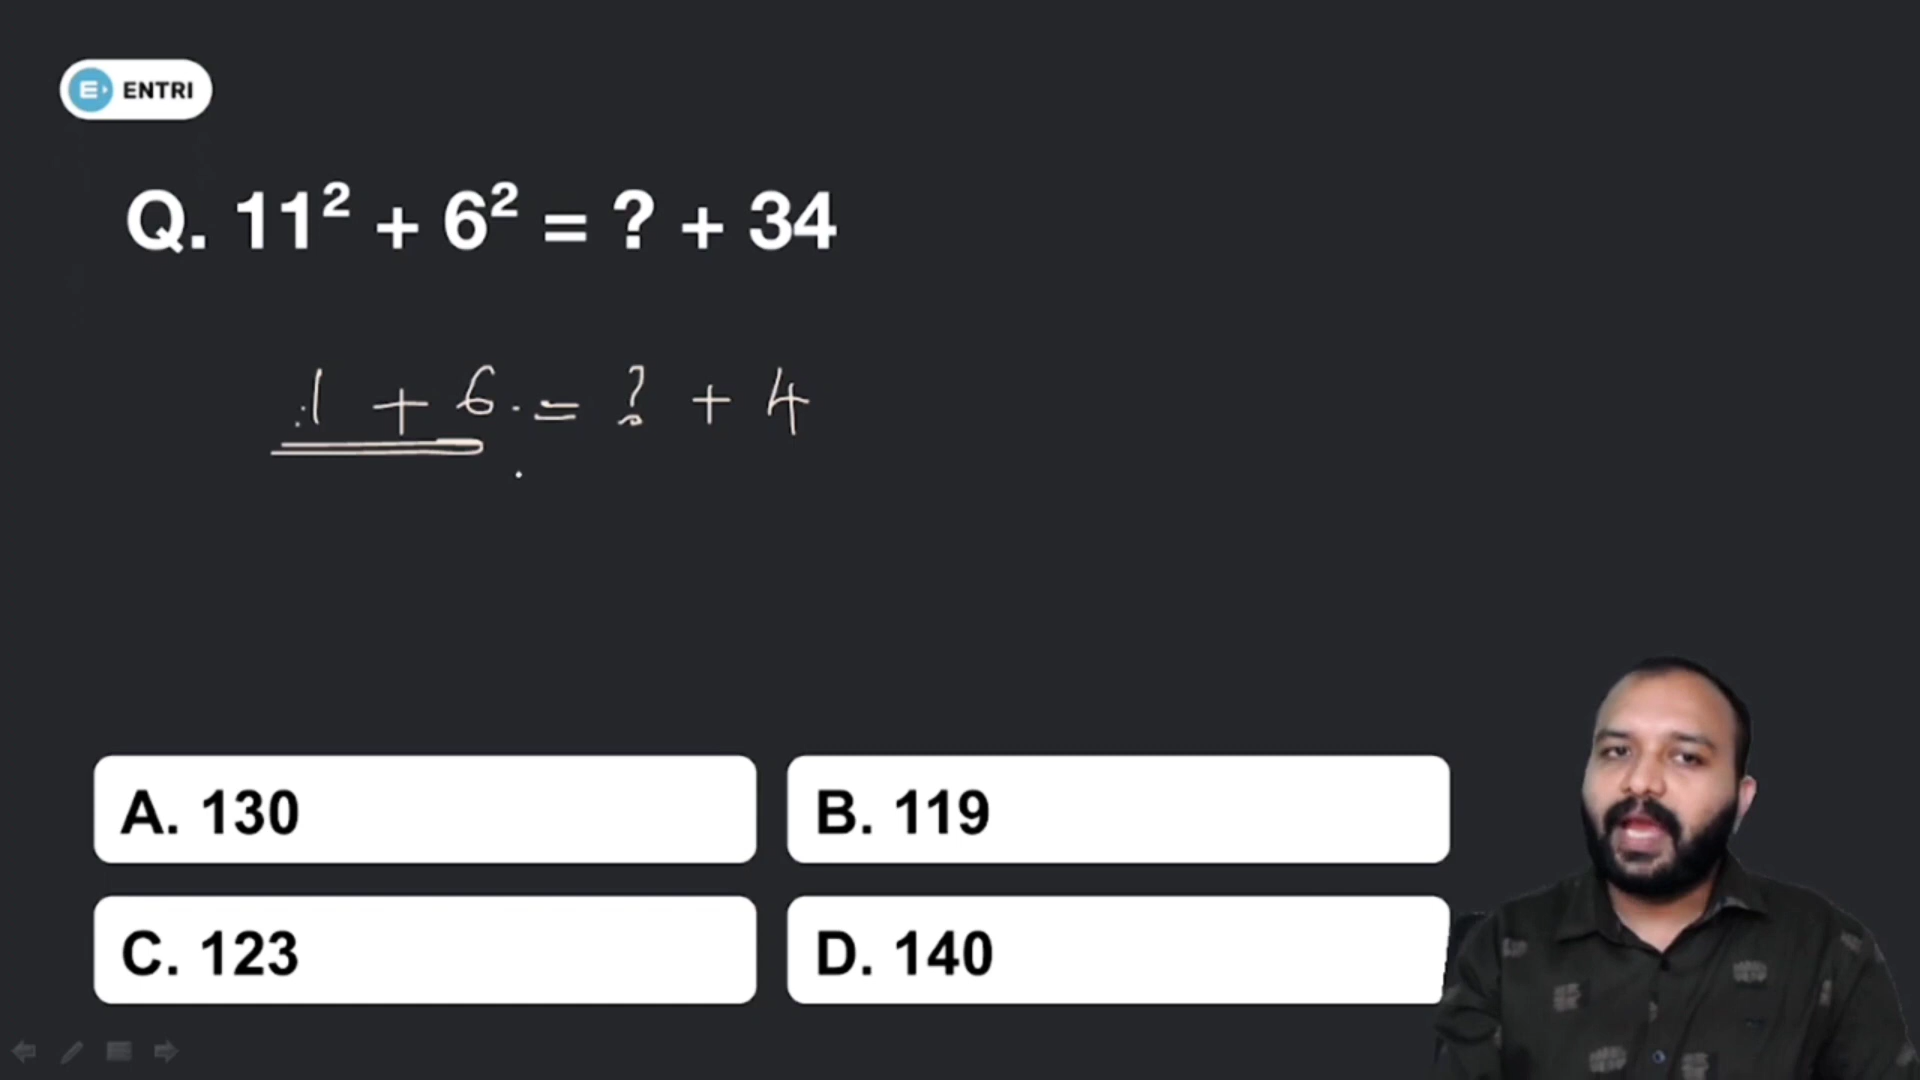 ENTRI
Q. 11² + 6² = ? + 34
1 + 6 = ? + 4
A. 130
B. 119
C. 123
D. 140